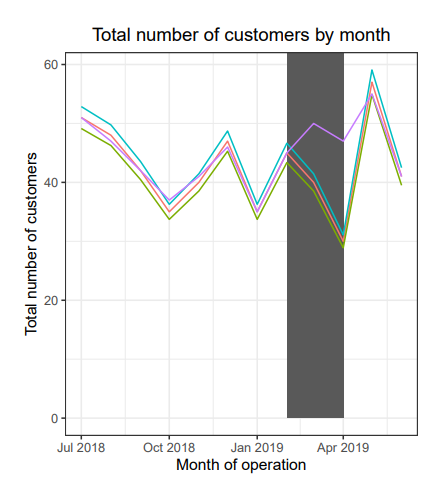 Total number of customers by month
Total number of customers
60
40
20
0
Jul 2018 Oct 2018 Jan 2019 Apr 2019
Month of operation